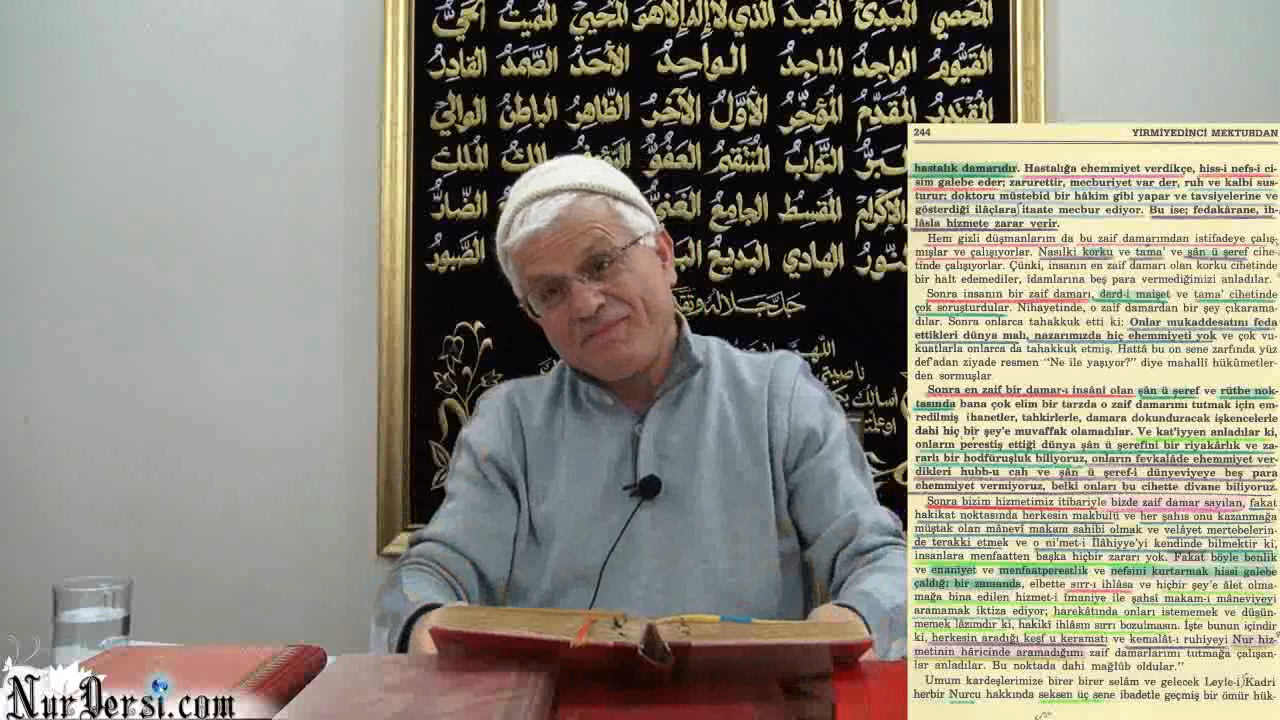 المحصي المبدئ المعيد الذي لا إله إلا هو المحيي المميت الحي
القيوم الواجد الماجد الواحد الأحد الصمد القادر
المقتدر المقدم المؤخر الأول الآخر الظاهر الباطن الوالي
البر التواب المنتقم العفو الرؤف مالك الملك
الإكرام المقسط الجامع الغني الضار
النور الهادي البديع الصبور
جل جلاله
اللهم
244 YİRMİYEDİNCİ MEKTUBDAN
hastalık damarıdır. Hastalığa ehemmiyet verdikçe, hiss-i nefs-i ci-
sim galebe eder; zarurettir, mecburiyet var der, ruh ve kalbi sus-
turur; doktoru müstebid bir hâkim gibi yapar ve tavsiyelerine ve
gösterdiği ilâçlara itaate mecbur ediyor. Bu ise; fedakârane, ih-
lâsla hizmete zarar verir.
Hem gizli düşmanlarım da bu zaif damarımdan istifadeye çalış-
mışlar ve çalışıyorlar. Nasılki korku ve tama' ve şân ü şeref cihe-
tinde çalışıyorlar. Çünki, insanın en zaif damarı olan korku cihetinde
bir halt edemediler, îdamlarına beş para vermediğimizi anladılar.
Sonra insanın bir zaif damarı, derd-i maişet ve tama' cihetinde
çok soruşturdular. Nihayetinde, o zaif damardan bir şey çıkarama-
dılar. Sonra onlarca tahakkuk etti ki: Onlar mukaddesatını feda
ettikleri dünya malı, nazarımızda hiç ehemmiyeti yok ve çok vu-
kuatlarla onlarca da tahakkuk etmiş. Hattâ bu on sene zarfında yüz
def'adan ziyade resmen "Ne ile yaşıyor?" diye mahallî hükûmetler-
den sormuşlar
Sonra en zaif bir damar-ı insânî olan şân ü şeref ve rütbe nok-
tasında bana çok elim bir tarzda o zaif damarımı tutmak için em-
redilmiş ihanetler, tahkirlerle, damara dokunduracak işkencelerle
dahi hiç bir şey'e muvaffak olamadılar. Ve kat'iyyen anladılar ki,
onların perestiş ettiği dünya şân ü şerefini bir riyakârlık ve za-
rarlı bir hodfüruşluk biliyoruz, onların fevkalâde ehemmiyet ver-
dikleri hubb-u cah ve şân ü şeref-i dünyeviyeye beş para
ehemmiyet vermiyoruz, belki onları bu cihette divane biliyoruz.
Sonra bizim hizmetimiz itibariyle bizde zaif damar sayılan, fakat
hakikat noktasında herkesin makbulü ve her şahıs onu kazanmağa
müştak olan mânevî makam sahibi olmak ve velâyet mertebelerin-
de terakki etmek ve o ni'met-i İlâhiyye'yi kendinde bilmektir ki,
insanlara menfaatten başka hiçbir zararı yok. Fakat böyle benlik
ve enaniyet ve menfaatperestlik ve nefsini kurtarmak hissi galebe
çaldığı bir zamanda, elbette sırr-ı ihlâsa ve hiçbir şey'e âlet olma-
mağa bina edilen hizmet-i îmaniye ile şahsî makam-ı mâneviyeyi
aramamak iktiza ediyor; harekâtında onları istememek ve düşün-
memek lâzımdır ki, hakikî ihlâsın sırrı bozulmasın. İşte bunun içindir
ki, herkesin aradığı keşf u keramatı ve kemalât-ı ruhiyeyi Nur hiz-
metinin hâricinde aramadığımı zaif damarlarımı tutmağa çalışan-
lar anladılar. Bu noktada dahi mağlûb oldular."
Umum kardeşlerimize birer birer selâm ve gelecek Leyle-i Kadri
herbir Nurcu hakkında seksen üç sene ibadetle geçmiş bir ömür hük-
NurDersi.com